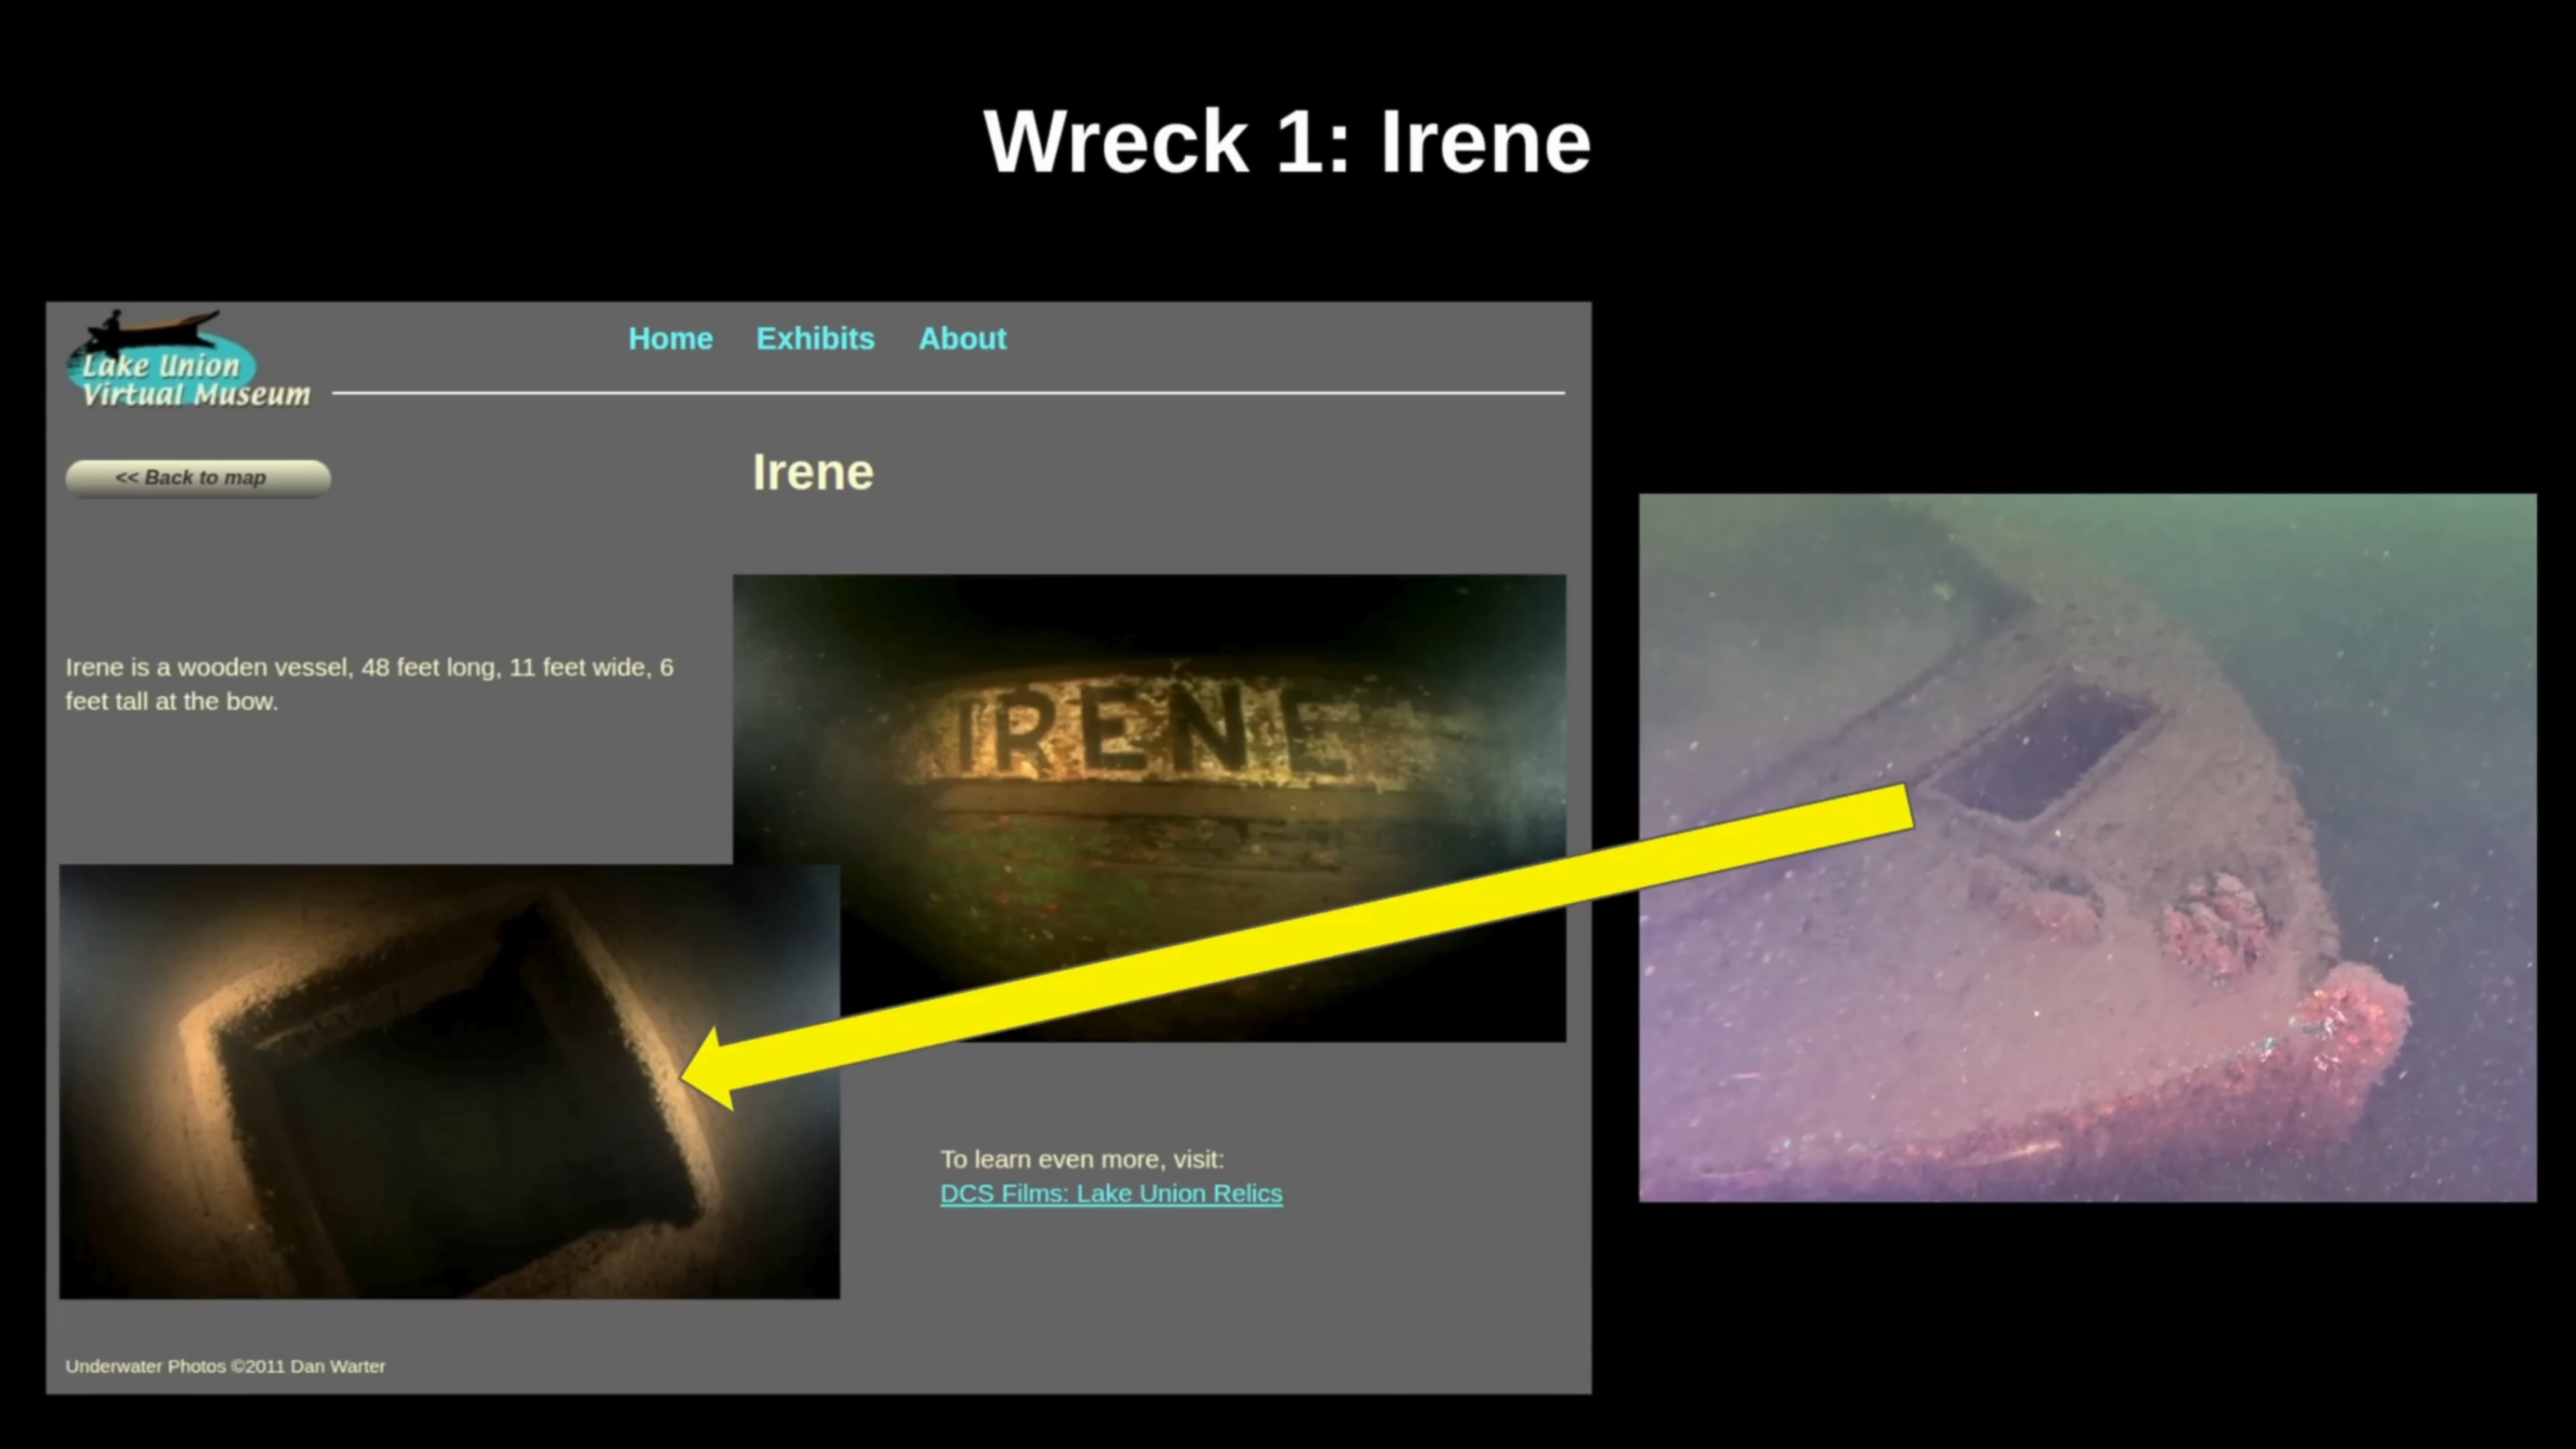 Wreck 1: Irene
Lake Union
Virtual Museum
Home Exhibits About
<< Back to map
Irene
Irene is a wooden vessel, 48 feet long, 11 feet wide, 6
feet tall at the bow.
IRENE
To learn even more, visit:
DCS Films: Lake Union Relics
Underwater Photos ©2011 Dan Warter